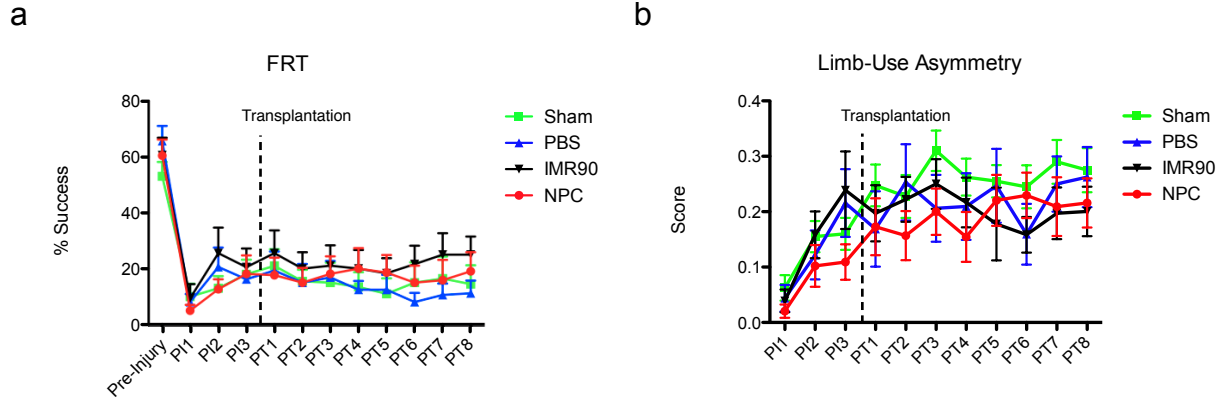 a
FRT
% Success
80
60
40
20
0
Transplantation
Sham
PBS
IMR90
NPC
Pre-Injury
PI1
PI2
PI3
PT1
PT2
PT3
PT4
PT5
PT6
PT7
PT8
b
Limb-Use Asymmetry
Score
0.4
0.3
0.2
0.1
0.0
Transplantation
Sham
PBS
IMR90
NPC
PI1
PI2
PI3
PT1
PT2
PT3
PT4
PT5
PT6
PT7
PT8